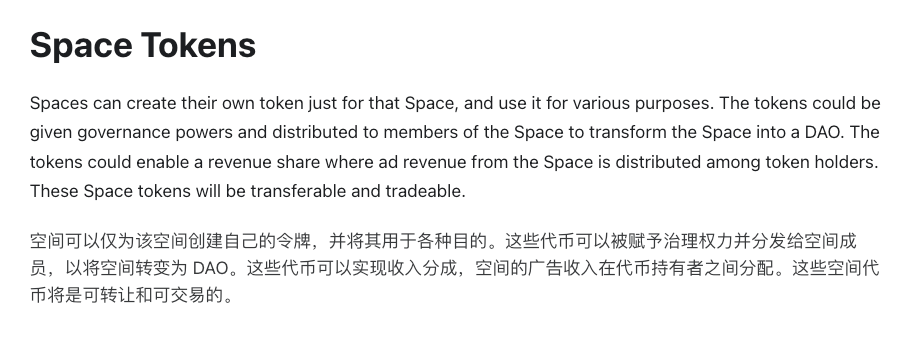 Space Tokens
Spaces can create their own token just for that Space, and use it for various purposes. The tokens could be
given governance powers and distributed to members of the Space to transform the Space into a DAO. The
tokens could enable a revenue share where ad revenue from the Space is distributed among token holders.
These Space tokens will be transferable and tradeable.
空间可以仅为该空间创建自己的令牌，并将其用于各种目的。这些代币可以被赋予治理权力并分发给空间成
员，以将空间转变为 DAO。这些代币可以实现收入分成，空间的广告收入在代币持有者之间分配。这些空间代
币将是可转让和可交易的。